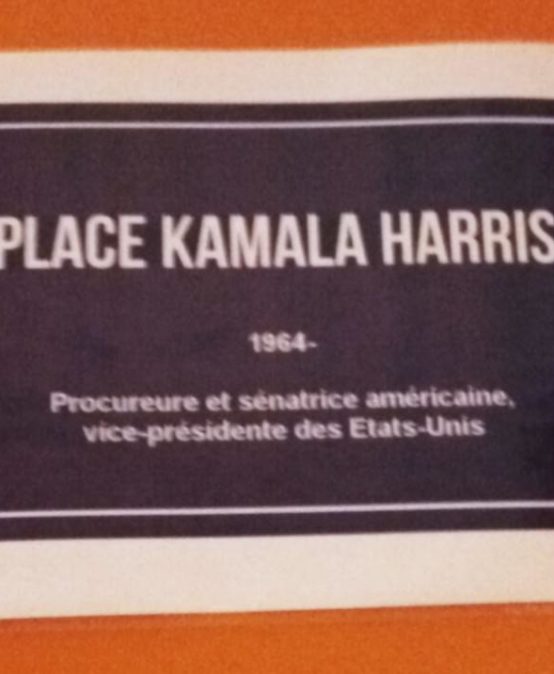 PLACE KAMALA HARRIS
1964-
Procureure et sénatrice américaine,
vice-présidente des Etats-Unis